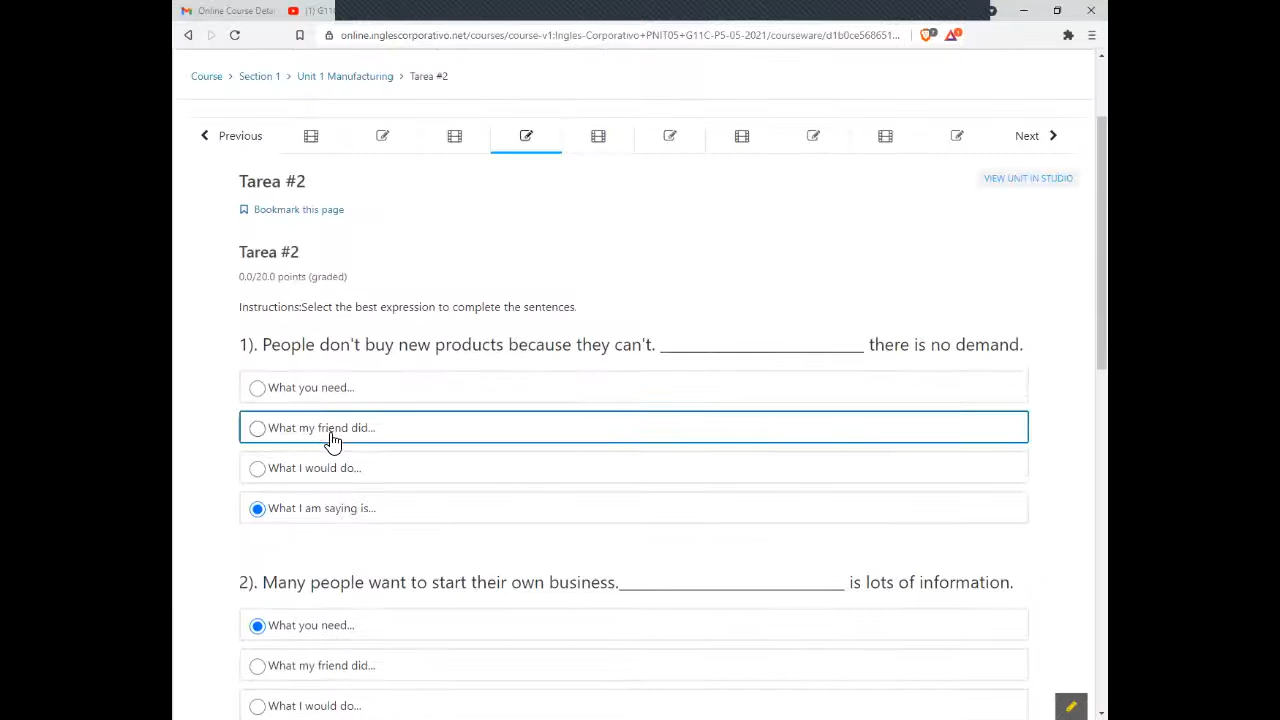 Online Course Detai
(1) G110
online.inglescorporativo.net/courses/course-v1:Ingles-Corporativo+PNIT05+G11C-P5-05-2021/courseware/d1b0ce568651...
Course > Section 1 > Unit 1 Manufacturing > Tarea #2
Previous
Next
Tarea #2
VIEW UNIT IN STUDIO
Bookmark this page
Tarea #2
0.0/20.0 points (graded)
Instructions:Select the best expression to complete the sentences.
1). People don't buy new products because they can't. ______________________ there is no demand.
What you need...
What my friend did...
What I would do...
What I am saying is...
2). Many people want to start their own business.________________________ is lots of information.
What you need...
What my friend did...
What I would do...